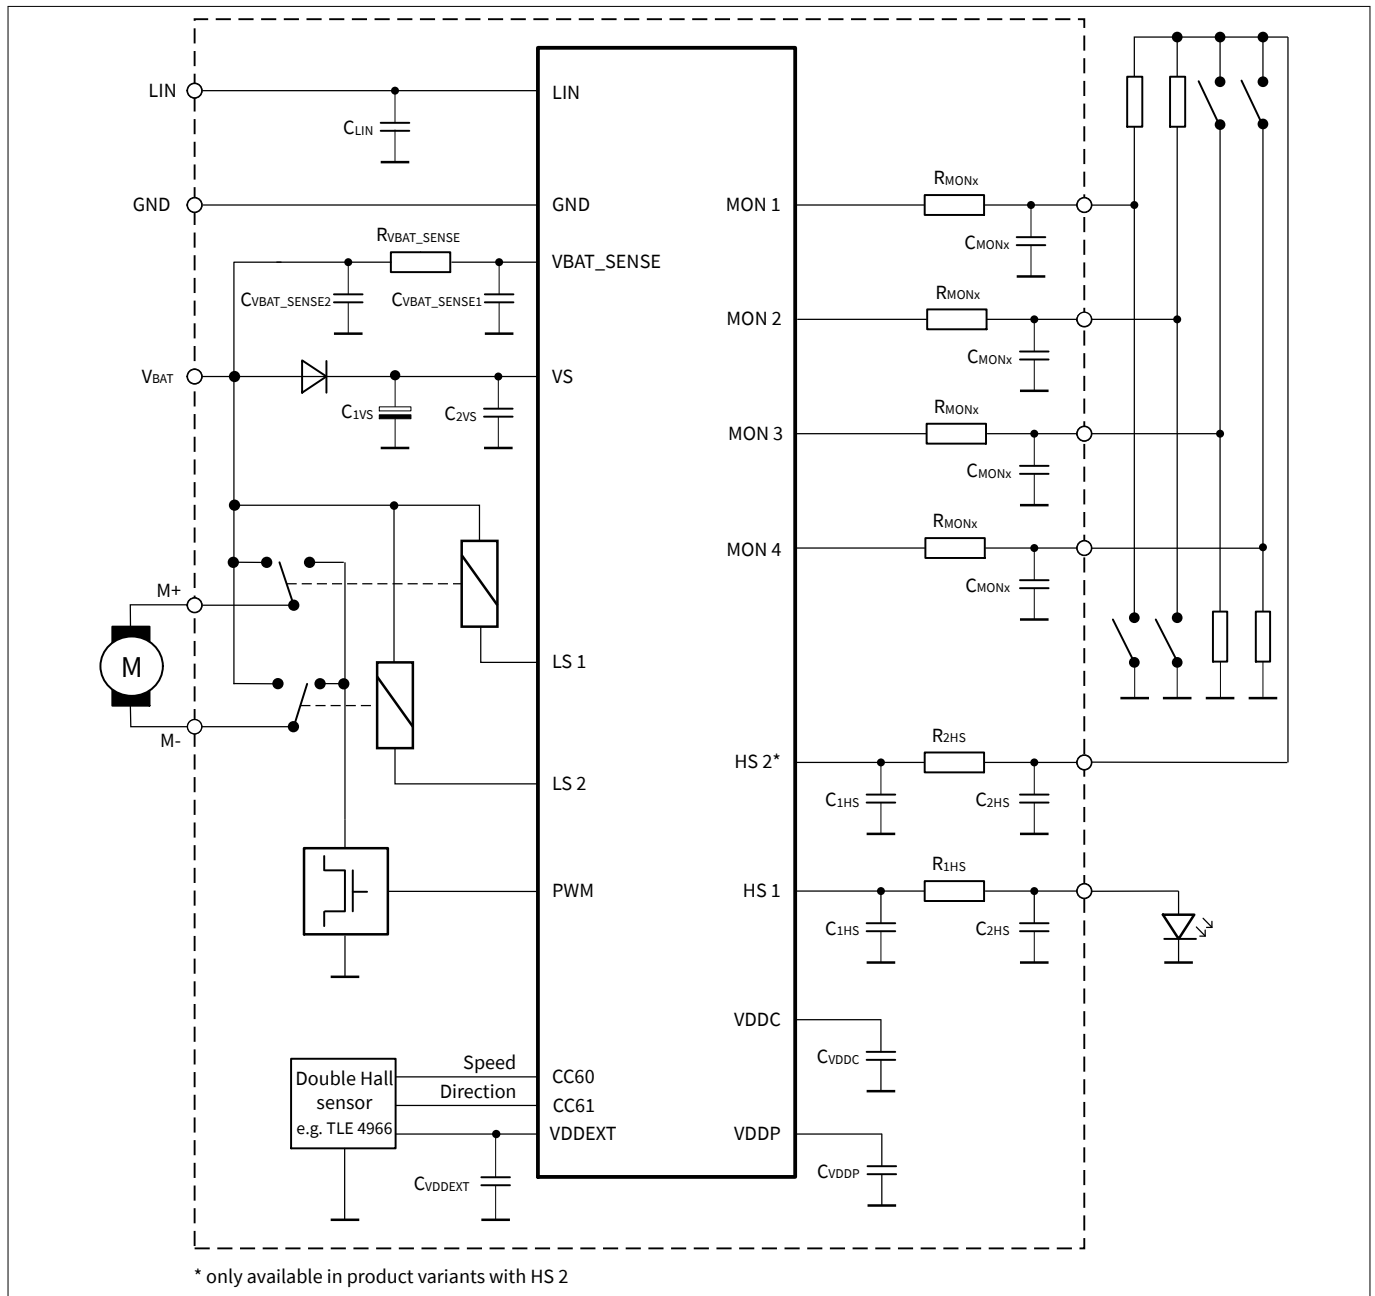 LIN
LIN
CLIN
GND
GND
MON 1
RMONx
CMONx
RVBAT_SENSE
VBAT_SENSE
CVBAT_SENSE2
CVBAT_SENSE1
MON 2
RMONx
CMONx
VBAT
VS
C1VS
C2VS
MON 3
RMONx
CMONx
MON 4
RMONx
CMONx
M+
M
M-
LS 1
LS 2
HS 2*
R2HS
C1HS
C2HS
PWM
HS 1
R1HS
C1HS
C2HS
VDDC
CVDDC
Double Hall
sensor
e.g. TLE 4966
Speed
Direction
CC60
CC61
VDDEXT
CVDDEXT
VDDP
CVDDP
* only available in product variants with HS 2